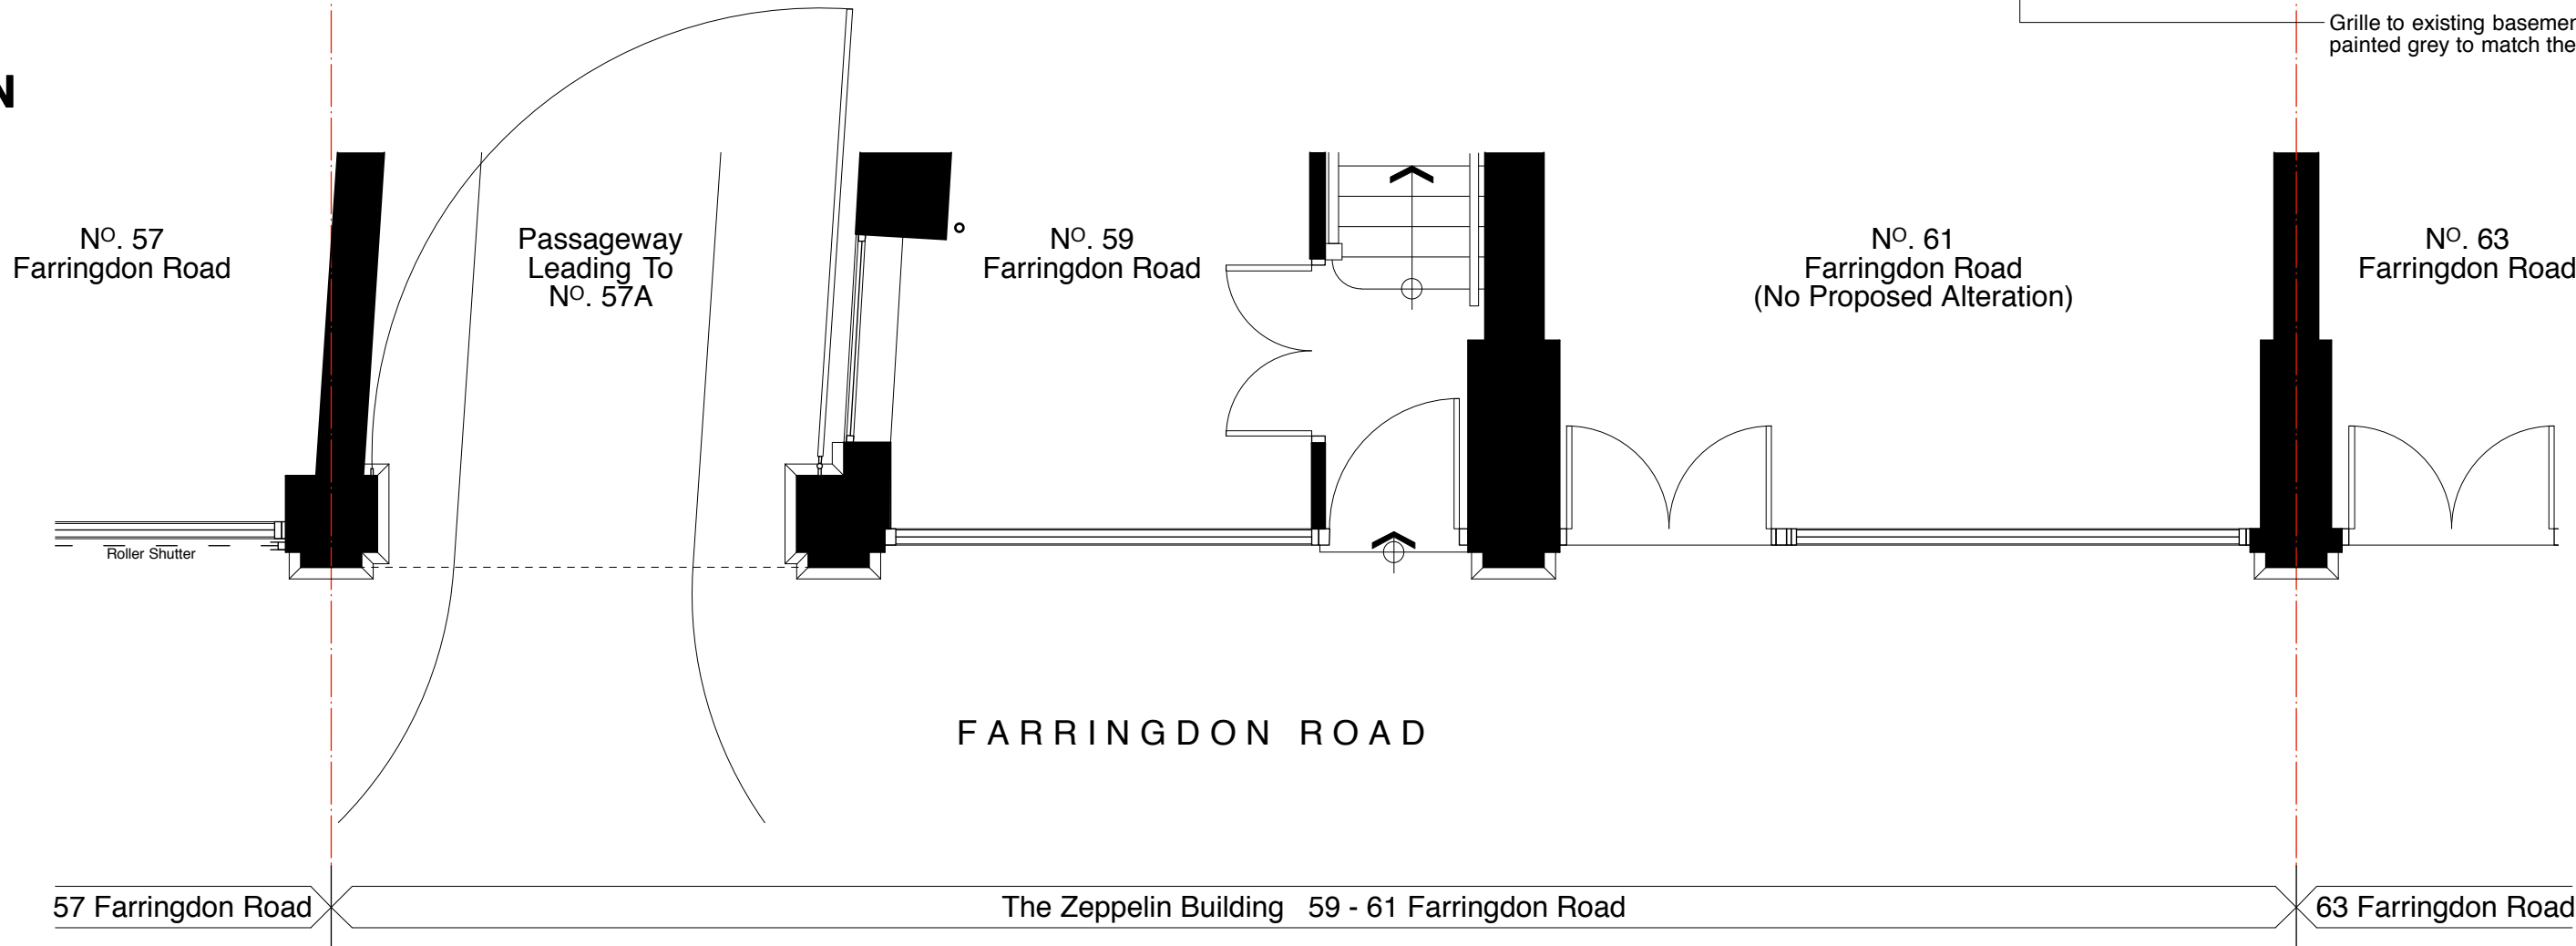 Grille to existing
painted grey to match the
N
Nº. 57
Farringdon Road
Passageway
Leading To
Nº. 57A
Nº. 59
Farringdon Road
Nº. 61
Farringdon Road
(No Proposed Alteration)
Nº. 63
Farringdon Road
Roller Shutter
FARRINGDON ROAD
57 Farringdon Road
The Zeppelin Building 59 - 61 Farringdon Road
63 Farringdon Road